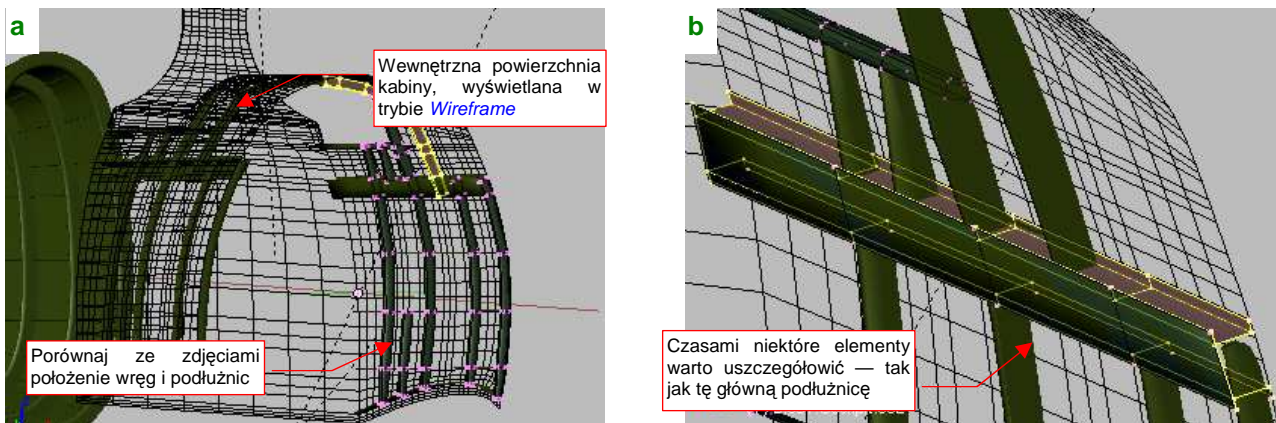 a
Wewnętrzna powierzchnia
kabiny, wyświetlana w
trybie Wireframe
Porównaj ze zdjęciami
położenie wręg i podłużnic
b
Czasami niektóre elementy
warto uszczegółowić — tak
jak tę główną podłużnicę